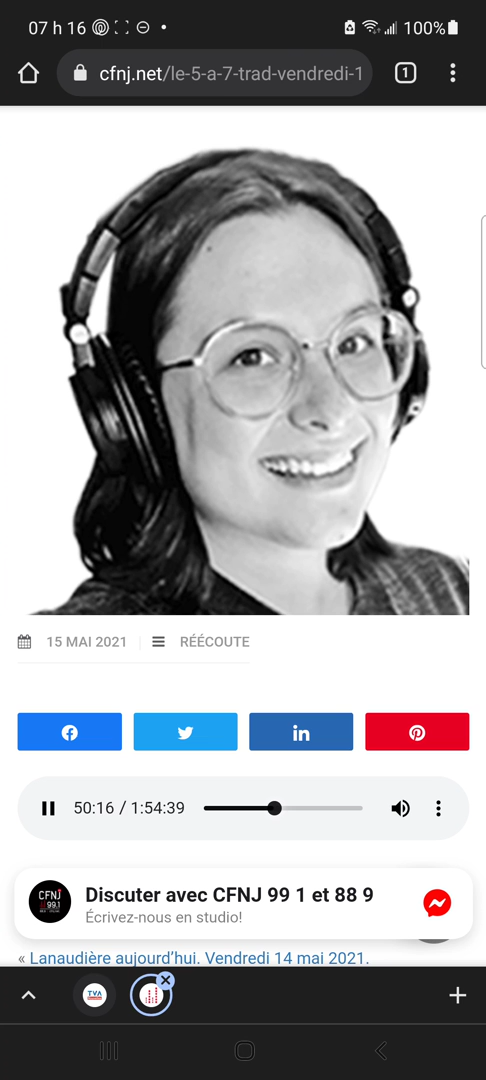 07 h 16
100%
cfnj.net/le-5-a-7-trad-vendredi-1
1
15 MAI 2021
RÉÉCOUTE
in
50:16 / 1:54:39
CFNJ
99.1
Discuter avec CFNJ 99 1 et 88 9
Écrivez-nous en studio!
« Lanaudière aujourd’hui. Vendredi 14 mai 2021.
TVA